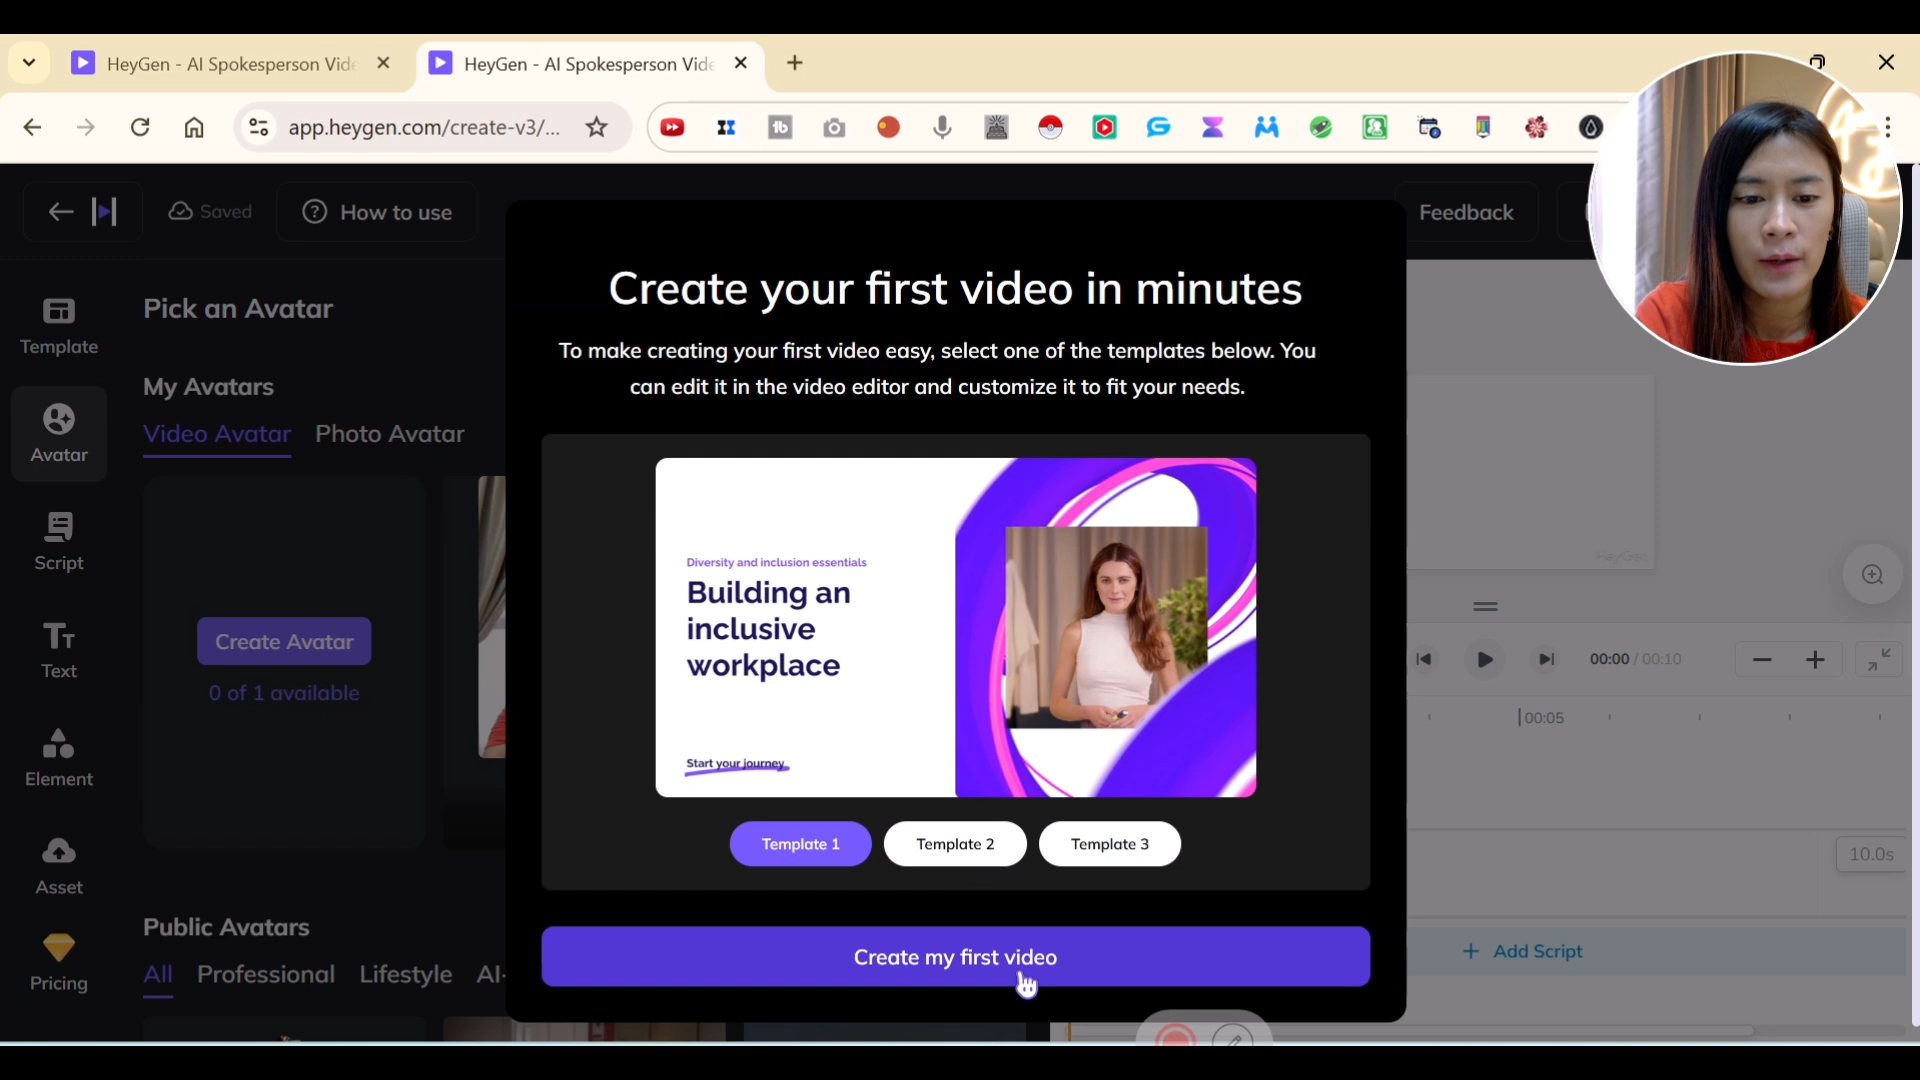 HeyGen - AI Spokesperson Vide
HeyGen - AI Spokesperson Vide
app.heygen.com/create-v3/...
Saved
How to use
Feedback
Template
Avatar
Script
Text
Element
Asset
Pricing
Pick an Avatar
My Avatars
Video Avatar
Photo Avatar
Create Avatar
0 of 1 available
Public Avatars
All
Professional
Lifestyle
AI-
Create your first video in minutes
To make creating your first video easy, select one of the templates below. You
can edit it in the video editor and customize it to fit your needs.
Diversity and inclusion essentials
Building an
inclusive
workplace
Start your journey
Template 1
Template 2
Template 3
Create my first video
HeyGen
00:00 / 00:10
00:05
10.0s
+ Add Script